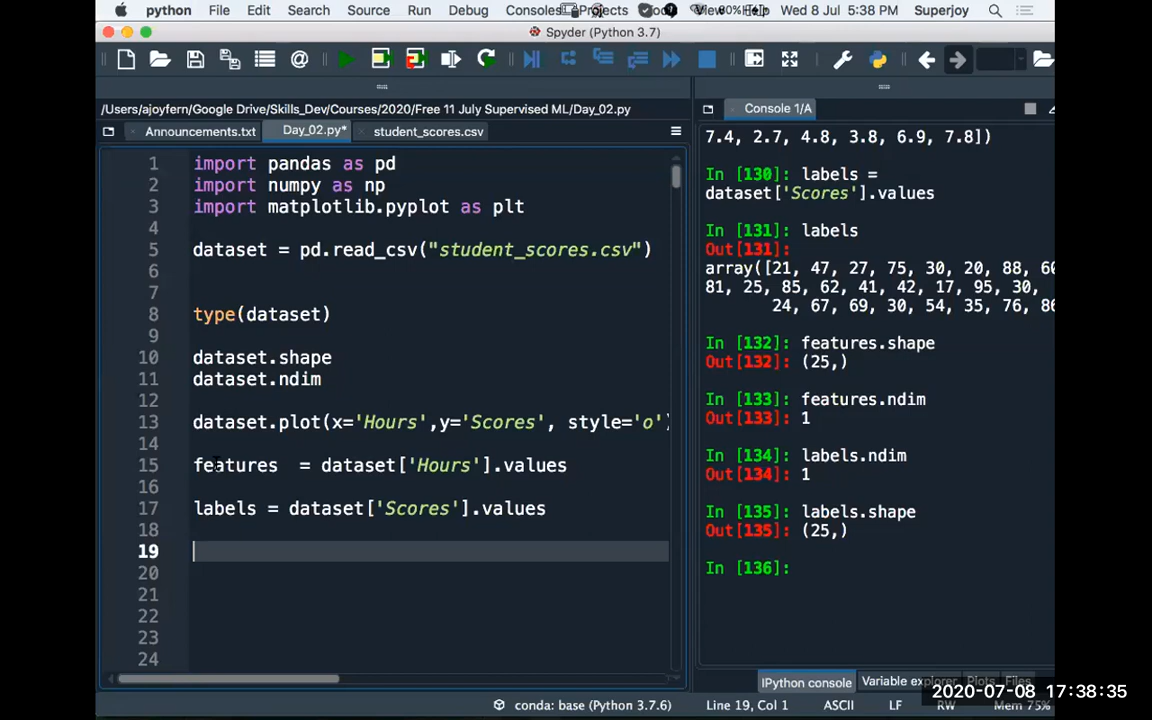 python File Edit Search Source Run Debug Consoles Projects View Help Wed 8 Jul 5:38 PM Superjoy
Spyder (Python 3.7)
/Users/ajoyfern/Google Drive/Skills_Dev/Courses/2020/Free 11 July Supervised ML/Day_02.py
Announcements.txt Day_02.py* student_scores.csv
1 import pandas as pd
2 import numpy as np
3 import matplotlib.pyplot as plt
4
5 dataset = pd.read_csv("student_scores.csv")
6
7
8 type(dataset)
9
10 dataset.shape
11 dataset.ndim
12
13 dataset.plot(x='Hours',y='Scores', style='o')
14
15 features = dataset['Hours'].values
16
17 labels = dataset['Scores'].values
18
19
20
21
22
23
24
Console 1/A
7.4, 2.7, 4.8, 3.8, 6.9, 7.8])
In [130]: labels =
dataset['Scores'].values
In [131]: labels
Out[131]:
array([21, 47, 27, 75, 30, 20, 88, 60
81, 25, 85, 62, 41, 42, 17, 95, 30,
24, 67, 69, 30, 54, 35, 76, 86
In [132]: features.shape
Out[132]: (25,)
In [133]: features.ndim
Out[133]: 1
In [134]: labels.ndim
Out[134]: 1
In [135]: labels.shape
Out[135]: (25,)
In [136]:
IPython console Variable explorer Plots Files
conda: base (Python 3.7.6) Line 19, Col 1 ASCII LF RW Mem 75%
2020-07-08 17:38:35